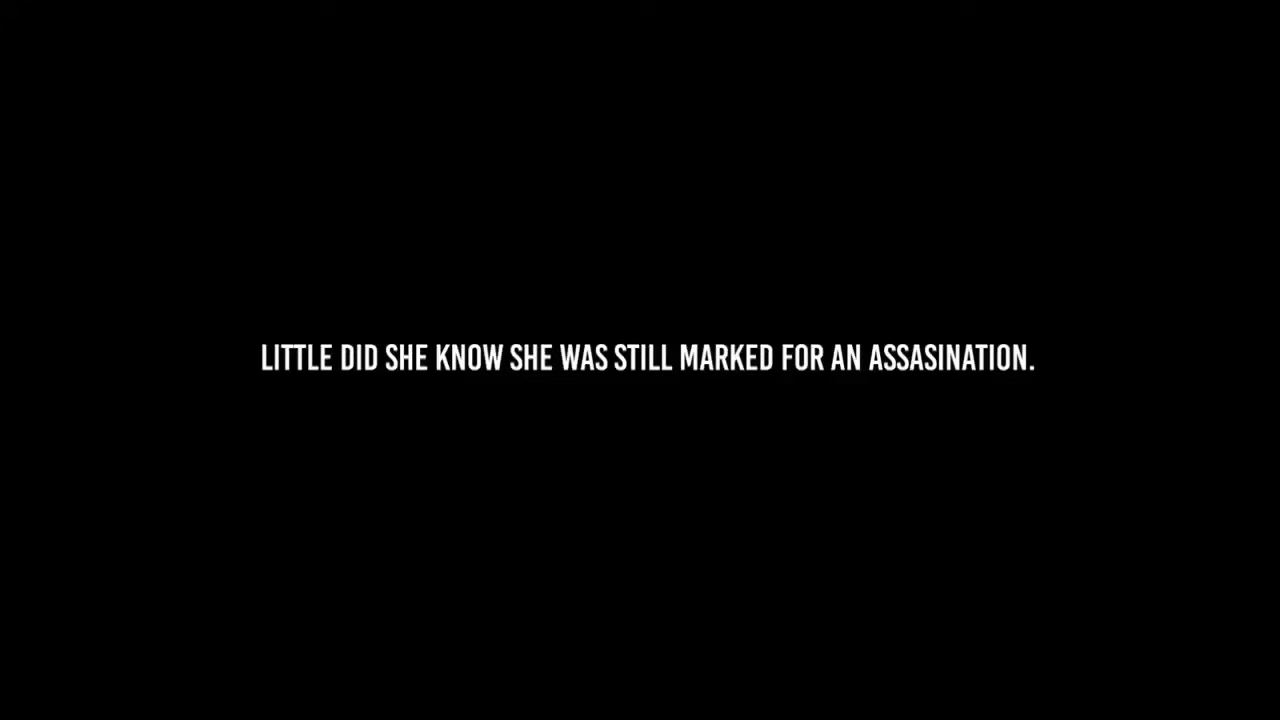 LITTLE DID SHE KNOW SHE WAS STILL MARKED FOR AN ASSASINATION.